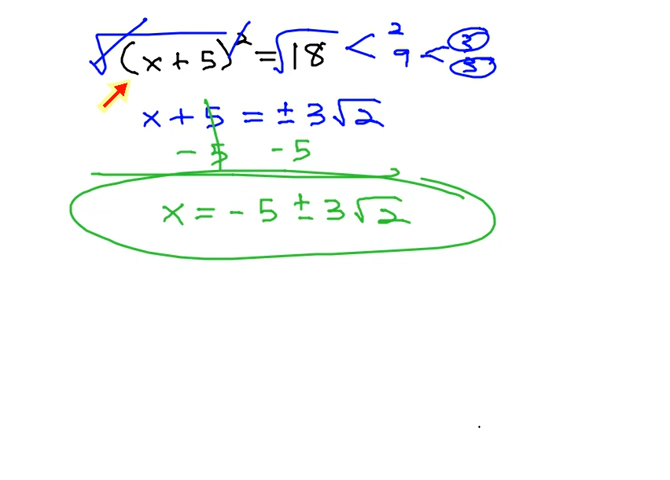 √(x + 5)² = √18 < 2 9 < 3 3
x + 5 = ± 3√2
- 5 - 5
x = - 5 ± 3√2